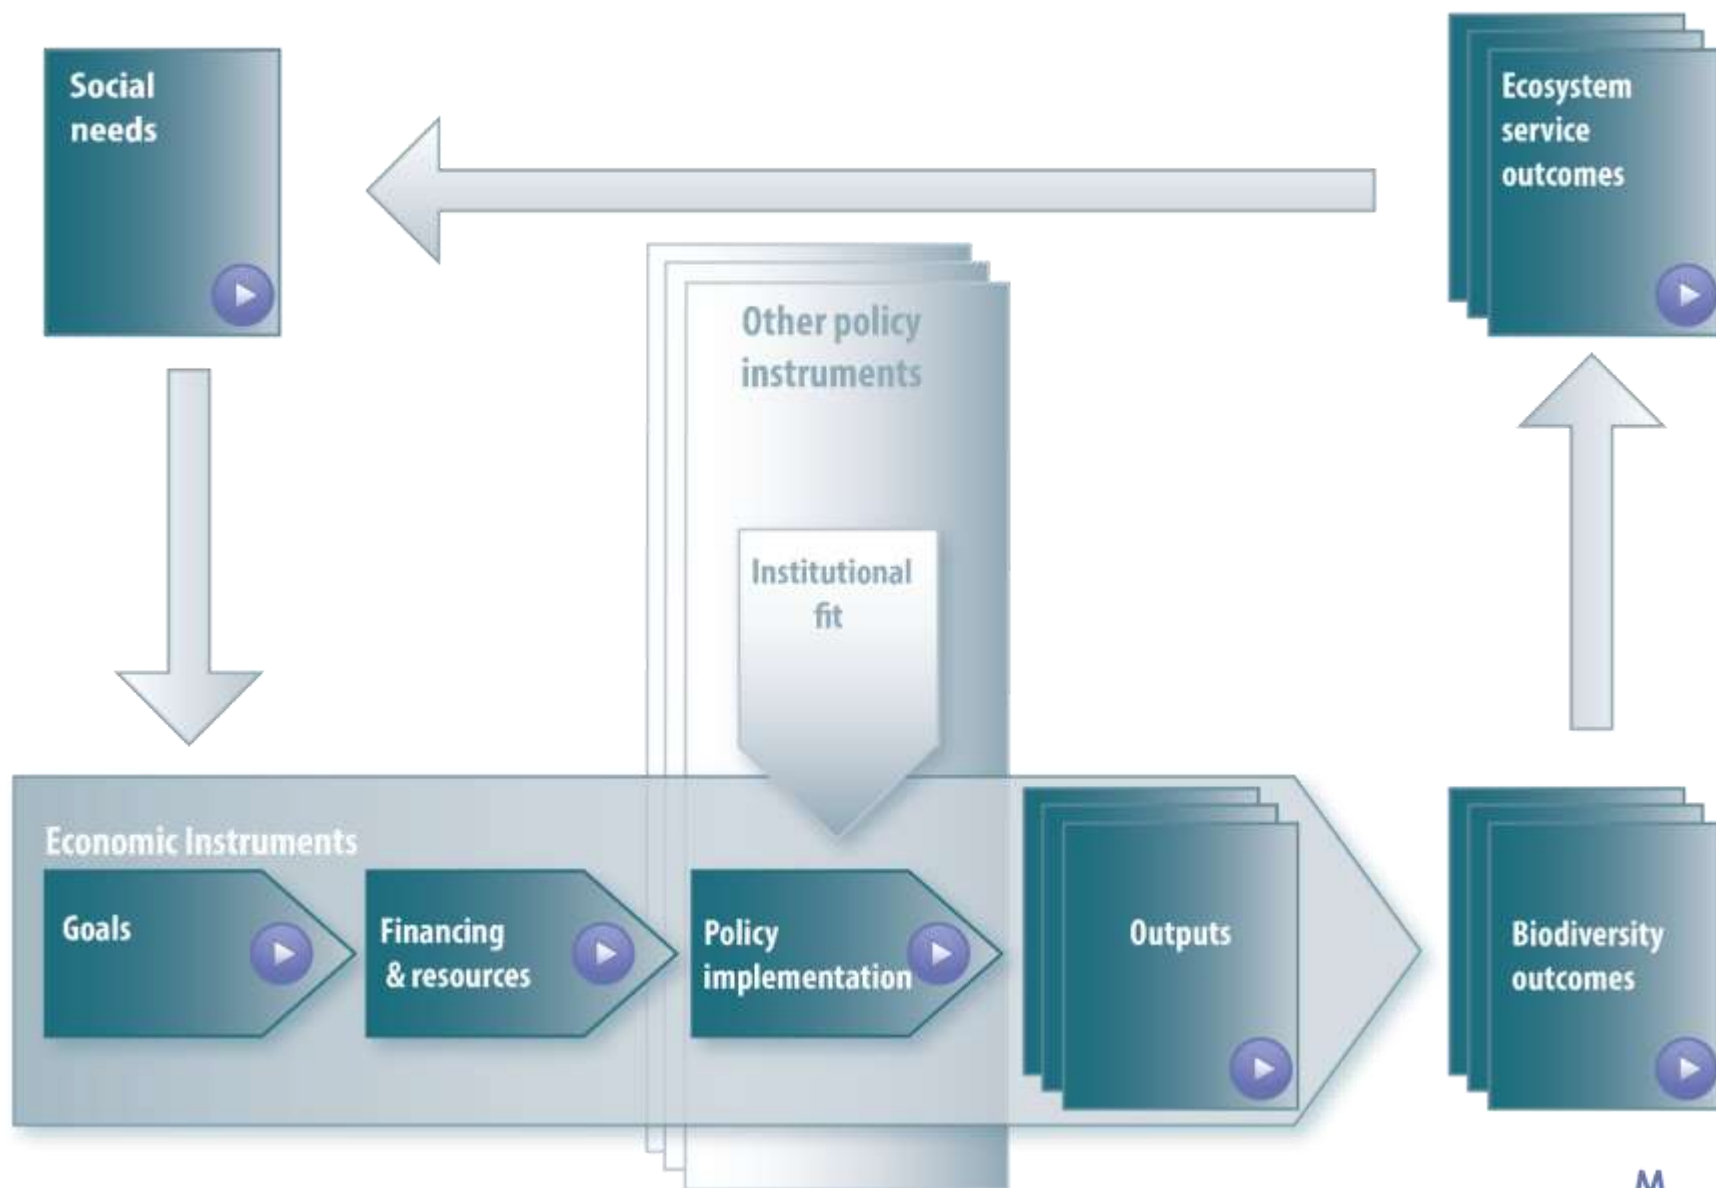 Social
needs
Ecosystem
service
outcomes
Other policy
instruments
Institutional
fit
Economic Instruments
Goals
Financing
& resources
Policy
implementation
Outputs
Biodiversity
outcomes
M